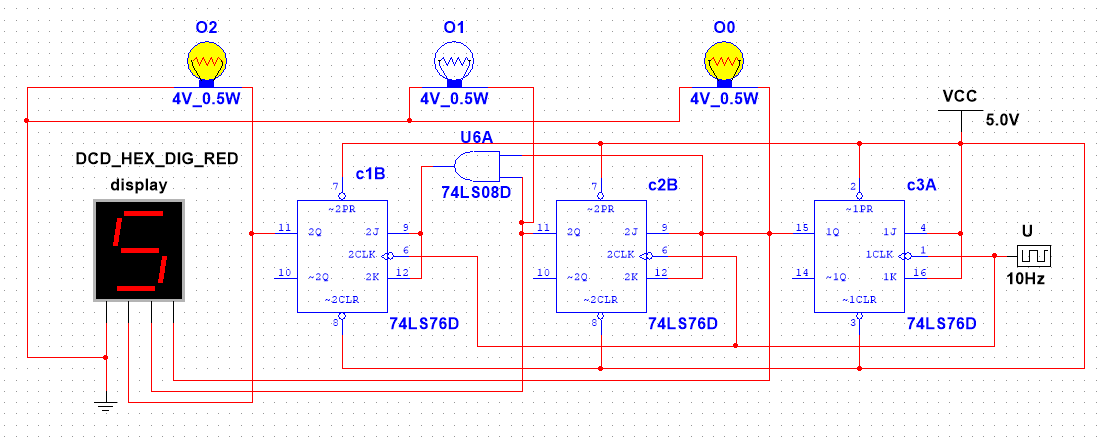 O2
O1
O0
4V_0.5W
4V_0.5W
4V_0.5W
VCC
5.0V
U6A
74LS08D
DCD_HEX_DIG_RED
display
5
c1B
7
~2PR
11
2Q
2J
9
2CLK
6
10
~2Q
2K
12
~2CLR
8
74LS76D
c2B
7
~2PR
11
2Q
2J
9
2CLK
6
10
~2Q
2K
12
~2CLR
8
74LS76D
c3A
2
~1PR
15
1Q
1J
4
1CLK
1
14
~1Q
1K
16
~1CLR
3
74LS76D
U
10Hz